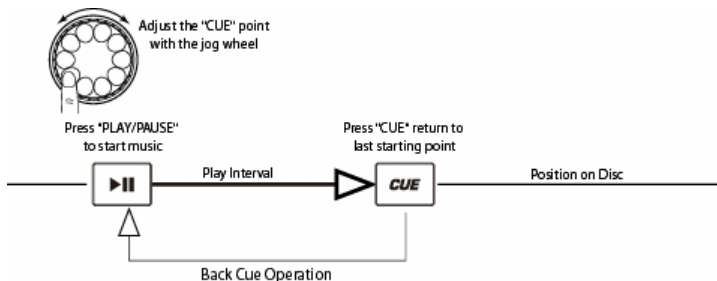 Adjust the "CUE" point
with the jog wheel
Press "PLAY/PAUSE"
to start music
Press "CUE" return to
last starting point
Play Interval
CUE
Position on Disc
Back Cue Operation